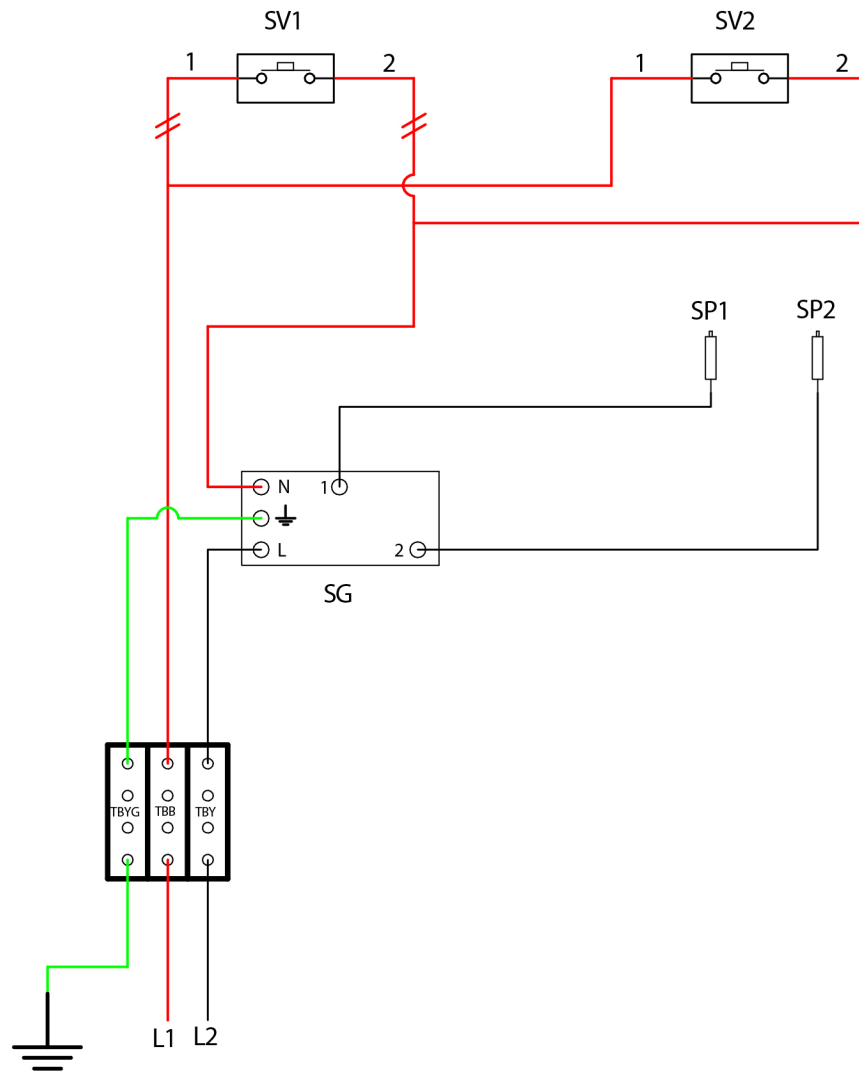 SV1 SV2
1 2 1 2
SP1 SP2
N 1
L 2
SG
TBYG TBB TBY
L1 L2